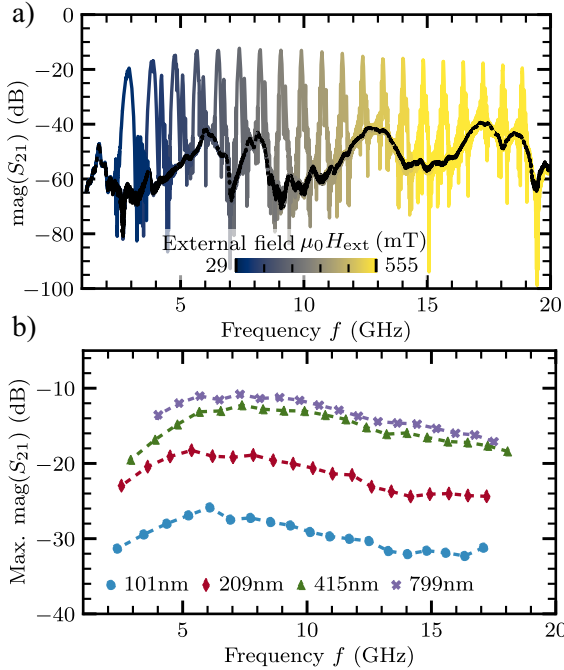 a)
0
−20
−40
−60
−80
−100
mag(S₂₁) (dB)
External field μ₀H_ext (mT)
29 555
5 10 15 20
Frequency f (GHz)
b)
−10
−20
−30
−40
Max. mag(S₂₁) (dB)
101nm 209nm 415nm 799nm
5 10 15 20
Frequency f (GHz)